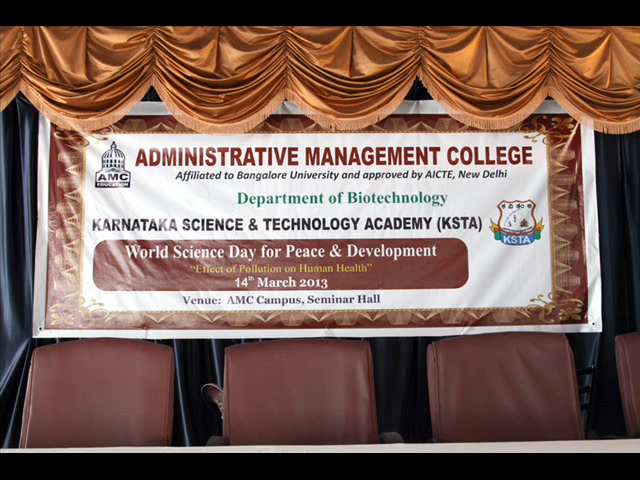 ADMINISTRATIVE MANAGEMENT COLLEGE
AMC
EDUCATION
Affiliated to Bangalore University and approved by AICTE, New Delhi
Department of Biotechnology
KARNATAKA SCIENCE & TECHNOLOGY ACADEMY (KSTA)
KSTA
World Science Day for Peace & Development
"Effect of Pollution on Human Health"
14th March 2013
Venue: AMC Campus, Seminar Hall